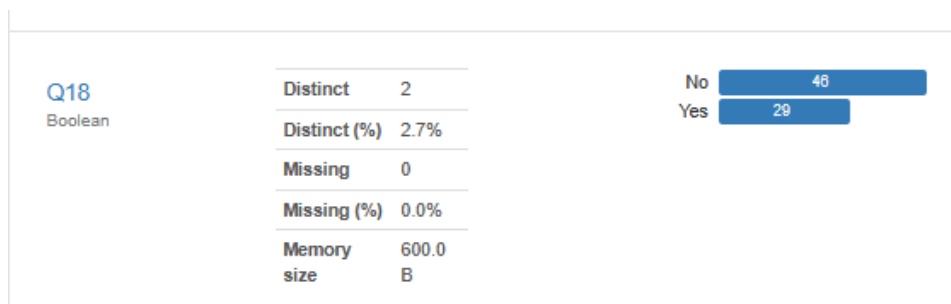 Q18
Boolean
Distinct 2
Distinct (%) 2.7%
Missing 0
Missing (%) 0.0%
Memory size 600.0 B
No 46
Yes 29